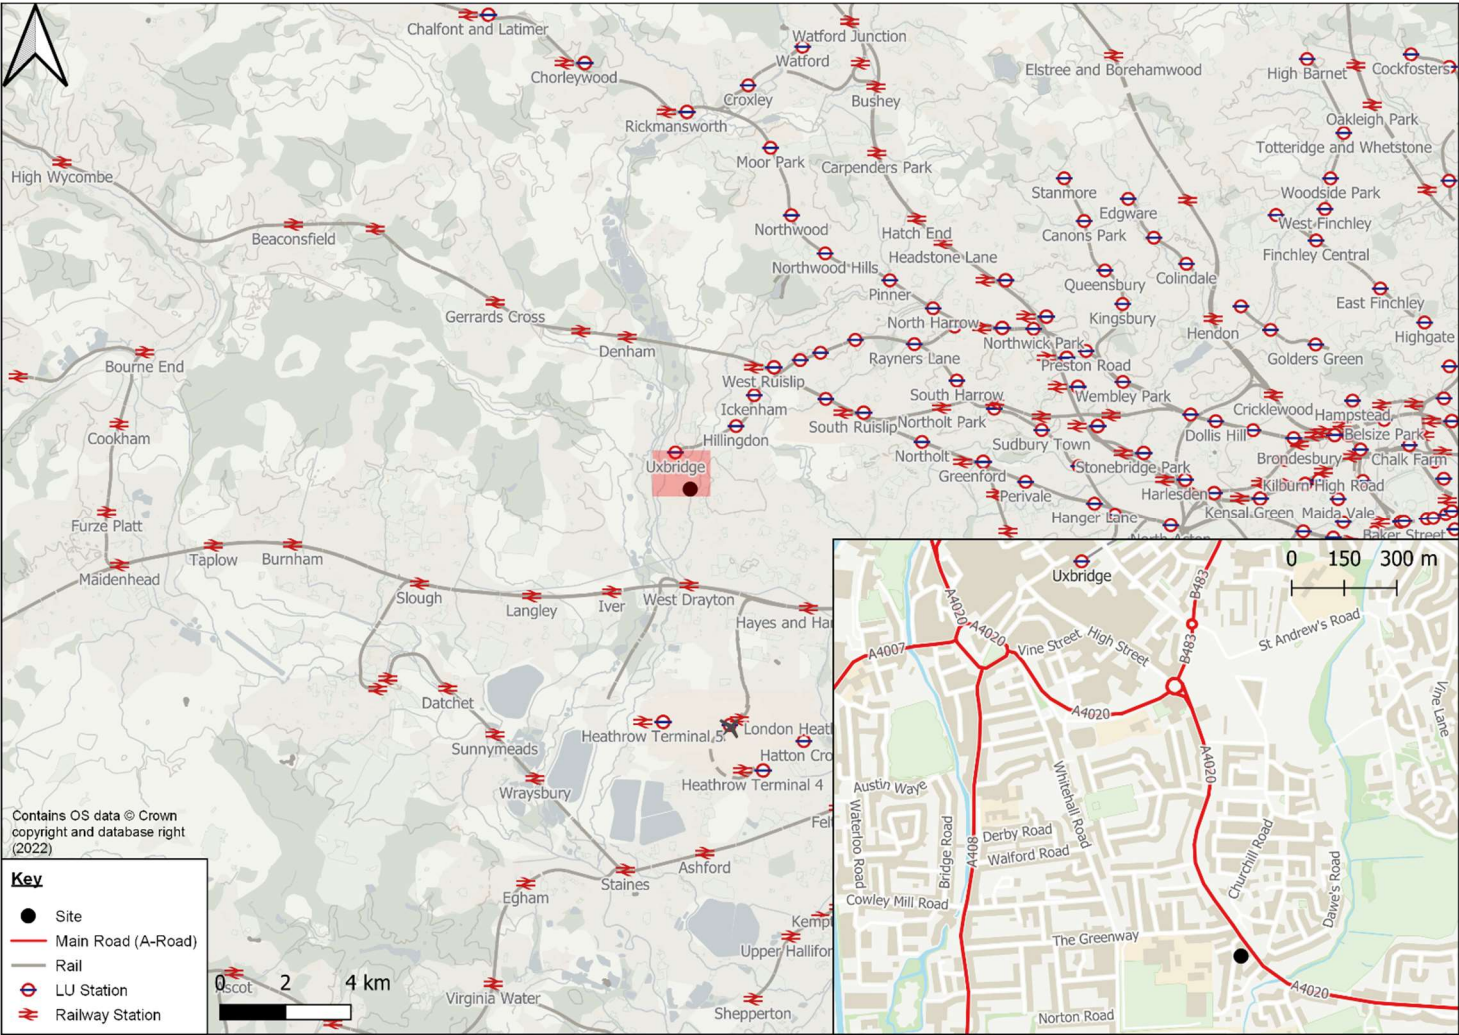 Chalfont and Latimer
Watford Junction
Watford
Elstree and Borehamwood
High Barnet
Cockfosters
Chorleywood
Croxley
Bushey
Rickmansworth
Oakleigh Park
Totteridge and Whetstone
Moor Park
Carpenders Park
High Wycombe
Stanmore
Woodside Park
Edgware
West Finchley
Northwood
Hatch End
Canons Park
Beaconsfield
Headstone Lane
Finchley Central
Northwood Hills
Colindale
Queensbury
Pinner
East Finchley
Gerrards Cross
North Harrow
Kingsbury
Hendon
Highgate
Northwick Park
Denham
Rayners Lane
Golders Green
Bourne End
Preston Road
West Ruislip
South Harrow
Wembley Park
Ickenham
Cricklewood
Hampstead
Northolt Park
South Ruislip
Cookham
Hillingdon
Sudbury Town
Dollis Hill
Belsize Park
Northolt
Brondesbury
Chalk Farm
Uxbridge
Stonebridge Park
Greenford
Kilburn High Road
Perivale
Harlesden
Kensal Green
Maida Vale
Furze Platt
Hanger Lane
Baker Street
North Acton
Taplow
Burnham
Maidenhead
Slough
Langley
Iver
West Drayton
Hayes and Har
Datchet
Sunnymeads
Heathrow Terminal 5
London Heat
Hatton Cro
Heathrow Terminal 4
Wraysbury
Felt
Ashford
Staines
Egham
Kempt
Upper Hallifor
Virginia Water
Shepperton
Ascot
0 2 4 km
Contains OS data © Crown
copyright and database right
(2022)
Key
Site
Main Road (A-Road)
Rail
LU Station
Railway Station
0 150 300 m
Uxbridge
B483
A4020
A4020
Vine Street
High Street
B483
St Andrew's Road
A4007
Vine Lane
A4020
A4020
Austin Waye
Whitehall Road
Waterloo Road
Bridge Road
A408
Derby Road
Walford Road
Churchill Road
Dawe's Road
Cowley Mill Road
The Greenway
A4020
Norton Road